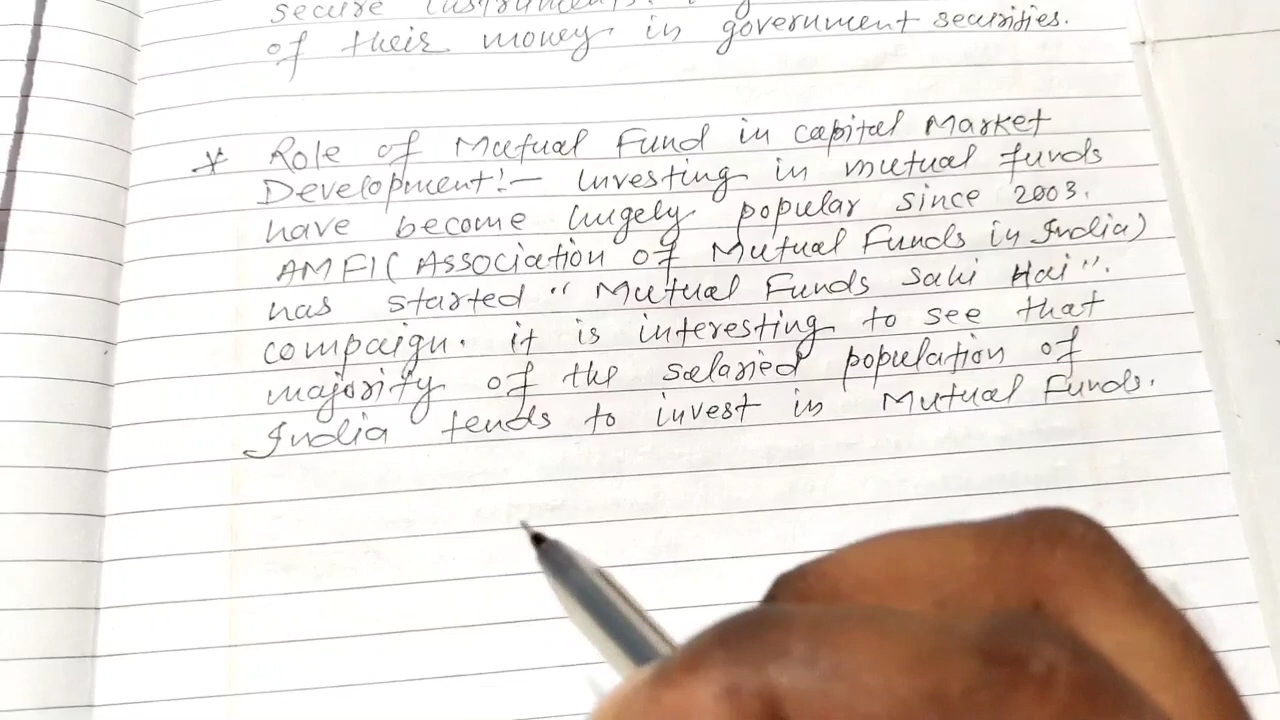 secure instruments.
of their money in government securities.
* Role of Mutual Fund in capital Market
Development:- Investing in mutual funds
have become hugely popular since 2003.
AMFI (Association of Mutual Funds in India)
has started "Mutual Funds Sahi Hai".
campaign. it is interesting to see that
majority of the salaried population of
India tends to invest in Mutual Funds.